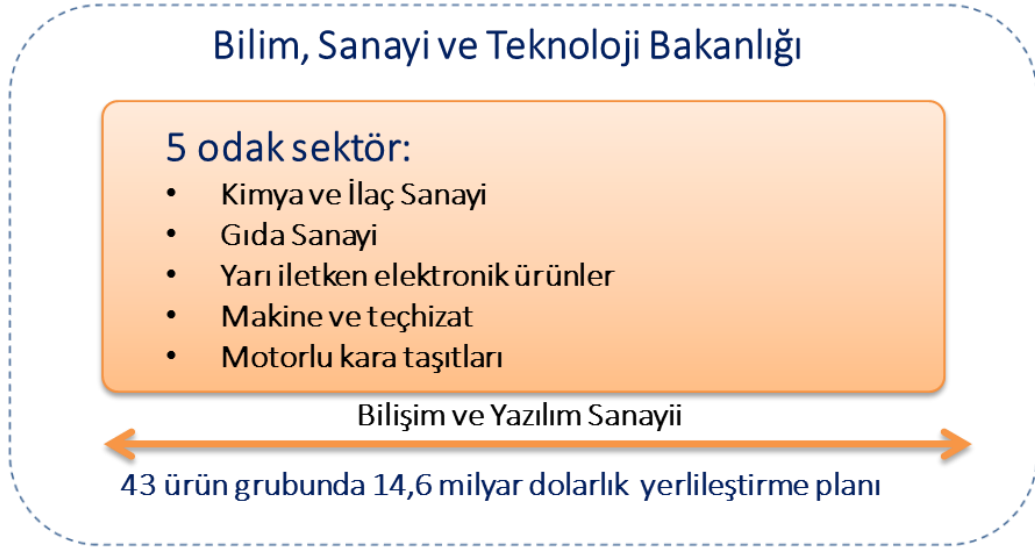 Bilim, Sanayi ve Teknoloji Bakanlığı
5 odak sektör:
• Kimya ve İlaç Sanayi
• Gıda Sanayi
• Yarı iletken elektronik ürünler
• Makine ve teçhizat
• Motorlu kara taşıtları
Bilişim ve Yazılım Sanayii
43 ürün grubunda 14,6 milyar dolarlık yerlileştirme planı